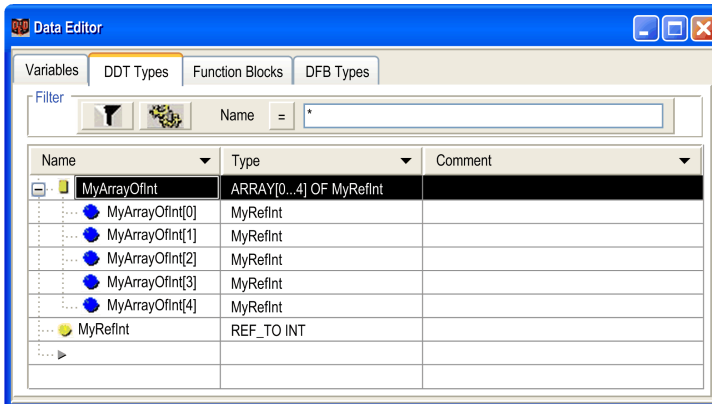 Data Editor
Variables DDT Types Function Blocks DFB Types
Filter
Name = *
Name Type Comment
MyArrayOfInt ARRAY[0...4] OF MyRefInt
MyArrayOfInt[0] MyRefInt
MyArrayOfInt[1] MyRefInt
MyArrayOfInt[2] MyRefInt
MyArrayOfInt[3] MyRefInt
MyArrayOfInt[4] MyRefInt
MyRefInt REF_TO INT